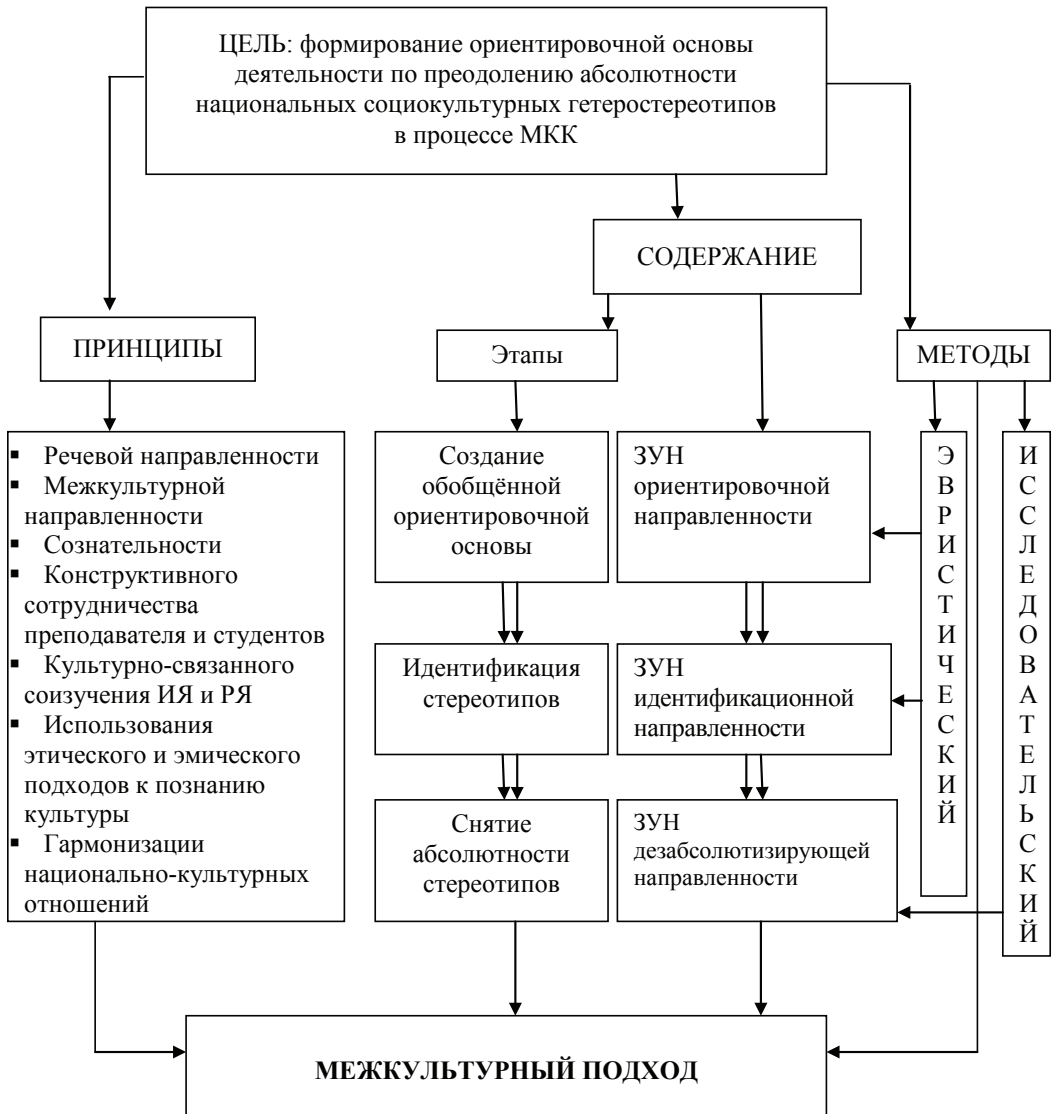 ЦЕЛЬ: формирование ориентировочной основы
деятельности по преодолению абсолютности
национальных социокультурных гетеростереотипов
в процессе МКК
СОДЕРЖАНИЕ
ПРИНЦИПЫ
Этапы
МЕТОДЫ
▪ Речевой направленности
▪ Межкультурной
направленности
▪ Сознательности
▪ Конструктивного
сотрудничества
преподавателя и студентов
▪ Культурно-связанного
соизучения ИЯ и РЯ
▪ Использования
этического и эмического
подходов к познанию
культуры
▪ Гармонизации
национально-культурных
отношений
Создание
обобщённой
ориентировочной
основы
Идентификация
стереотипов
Снятие
абсолютности
стереотипов
ЗУН
ориентировочной
направленности
ЗУН
идентификационной
направленности
ЗУН
дезабсолютизирующей
направленности
ЭВРИСТИЧЕСКИЙ
ИССЛЕДОВАТЕЛЬСКИЙ
МЕЖКУЛЬТУРНЫЙ ПОДХОД